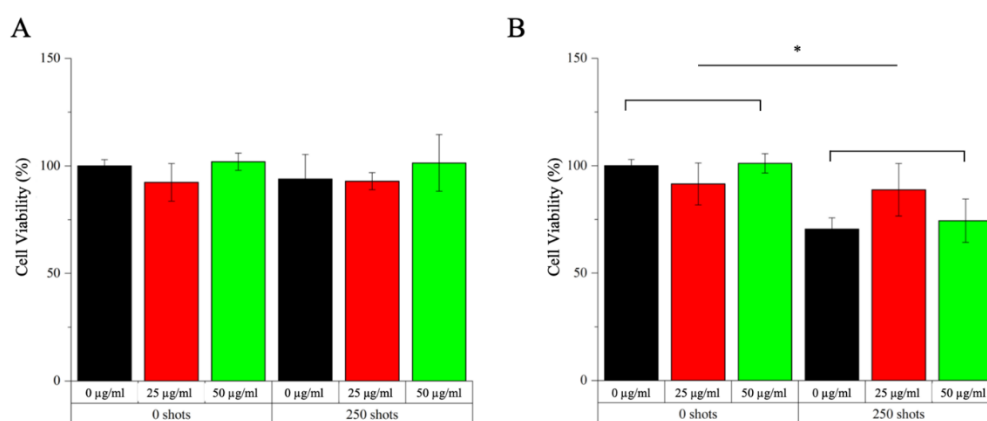 A
B
150
100
50
0
Cell Viability (%)
0 µg/ml 25 µg/ml 50 µg/ml 0 µg/ml 25 µg/ml 50 µg/ml
0 shots 250 shots
*
150
100
50
0
Cell Viability (%)
0 µg/ml 25 µg/ml 50 µg/ml 0 µg/ml 25 µg/ml 50 µg/ml
0 shots 250 shots